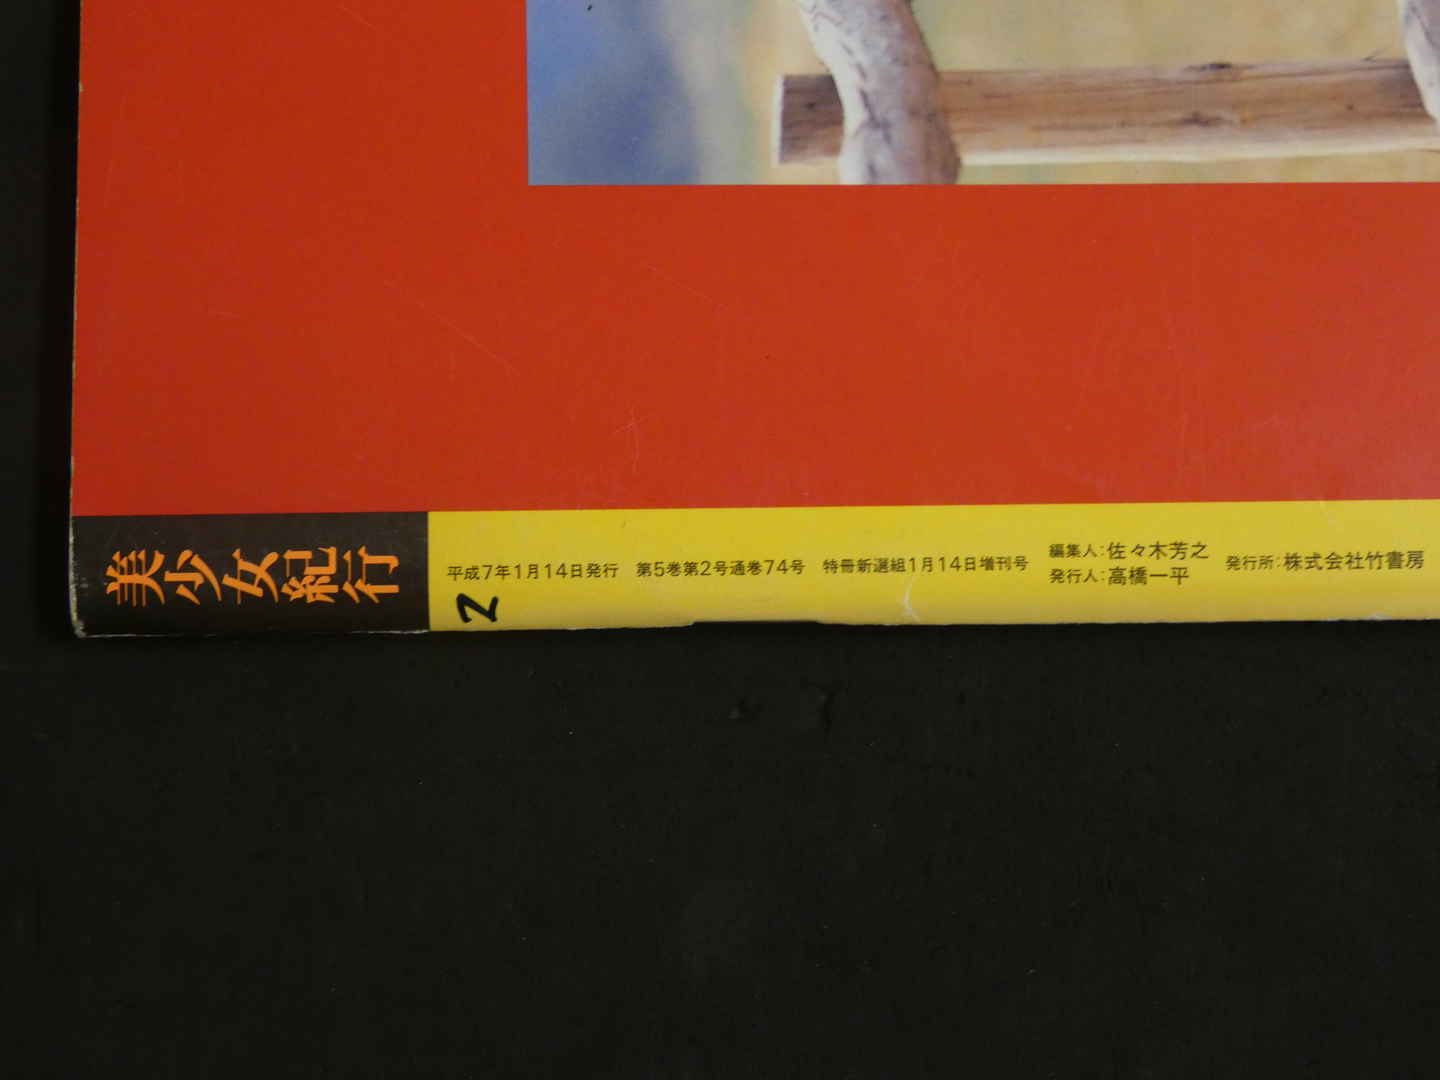 美少女紀行
平成7年1月14日発行　第5巻第2号通巻74号　特冊新選組1月14日増刊号
編集人：佐々木芳之
発行人：高橋一平
発行所：株式会社竹書房
2